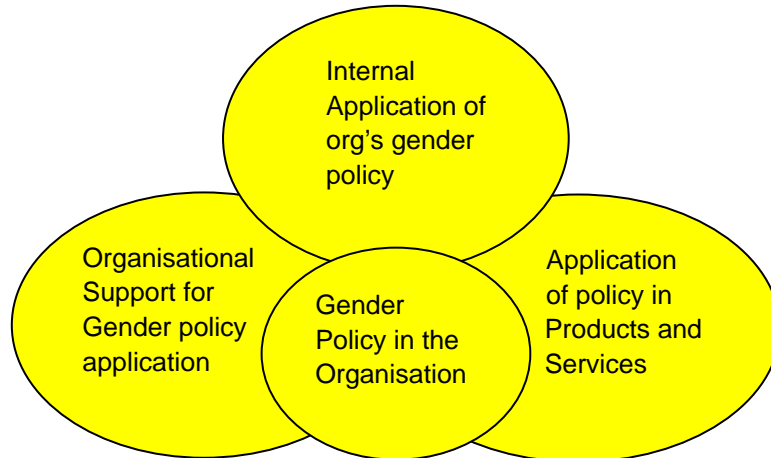 Internal
Application of
org's gender
policy
Organisational
Support for
Gender policy
application
Gender
Policy in the
Organisation
Application
of policy in
Products and
Services